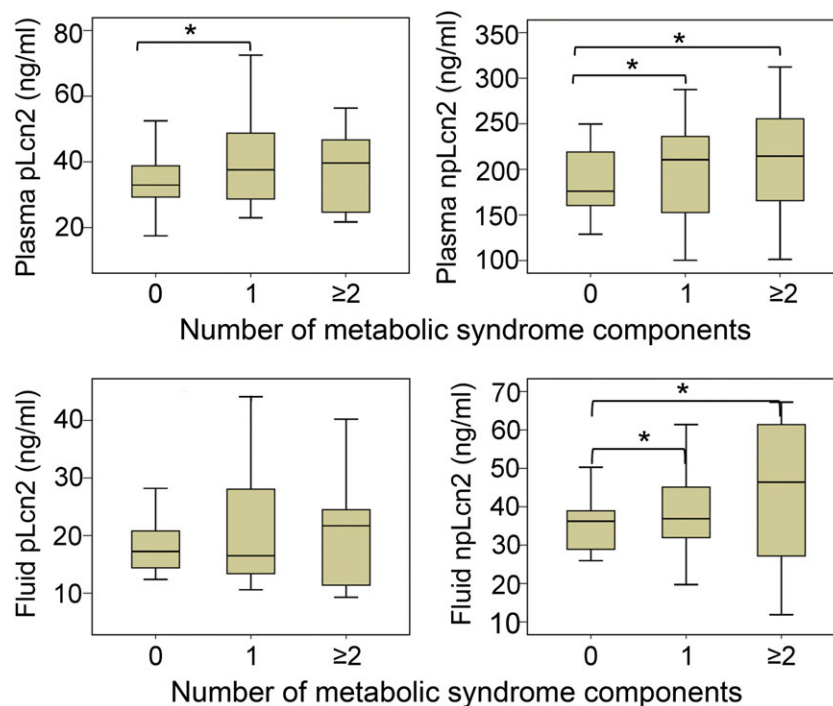 Plasma pLcn2 (ng/ml)
80
60
40
20
*
0 1 ≥2
Plasma npLcn2 (ng/ml)
350
300
250
200
150
100
*
*
0 1 ≥2
Number of metabolic syndrome components
Fluid pLcn2 (ng/ml)
40
30
20
10
0 1 ≥2
Fluid npLcn2 (ng/ml)
70
60
50
40
30
20
10
*
*
0 1 ≥2
Number of metabolic syndrome components